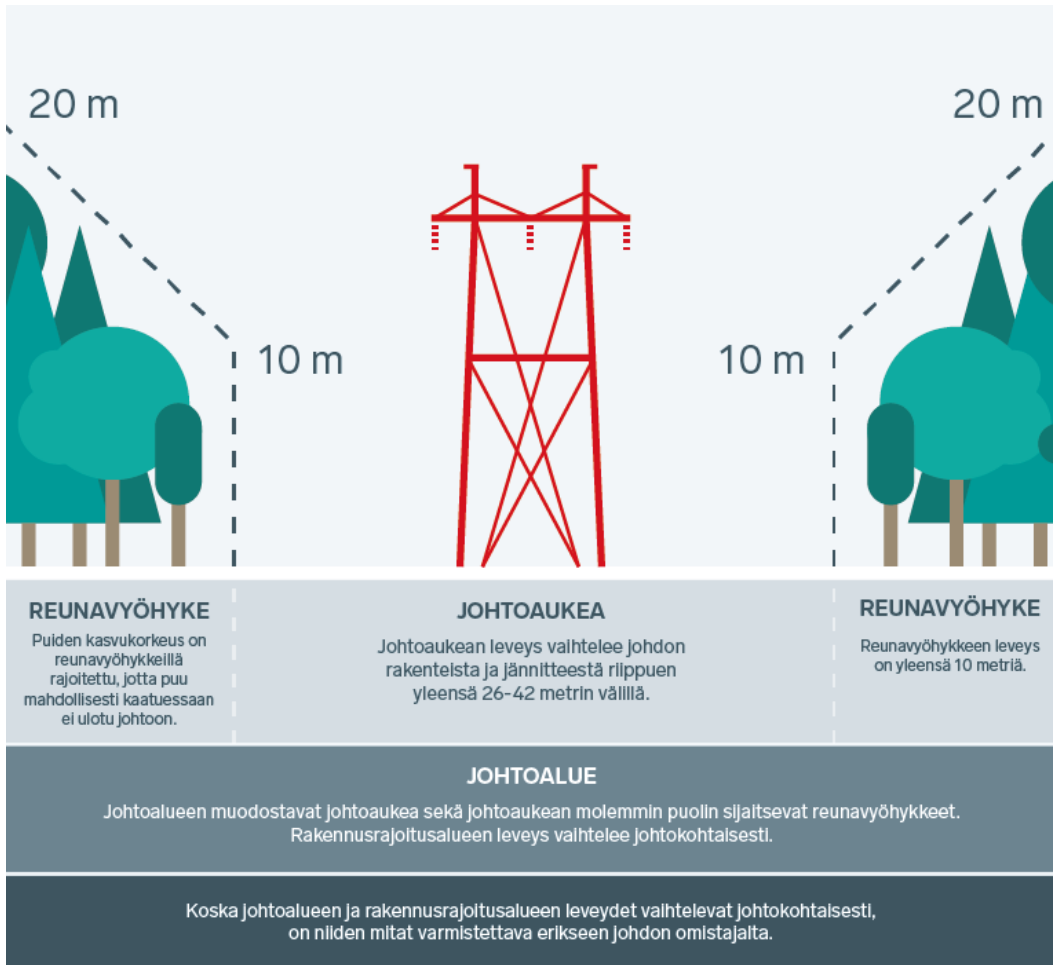 20 m
20 m
10 m
10 m
REUNAVYÖHYKE
Puiden kasvukorkeus on
reunavyöhykkeillä
rajoitettu, jotta puu
mahdollisesti kaatuessaan
ei ulotu johtoon.
JOHTOAUKEA
Johtoaukean leveys vaihtelee johdon
rakenteista ja jännitteestä riippuen
yleensä 26-42 metrin välillä.
REUNAVYÖHYKE
Reunavyöhykkeen leveys
on yleensä 10 metriä.
JOHTOALUE
Johtoalueen muodostavat johtoaukea sekä johtoaukean molemmin puolin sijaitsevat reunavyöhykkeet.
Rakennusrajoitusalueen leveys vaihtelee johtokohtaisesti.
Koska johtoalueen ja rakennusrajoitusalueen leveydet vaihtelevat johtokohtaisesti,
on niiden mitat varmistettava erikseen johdon omistajalta.